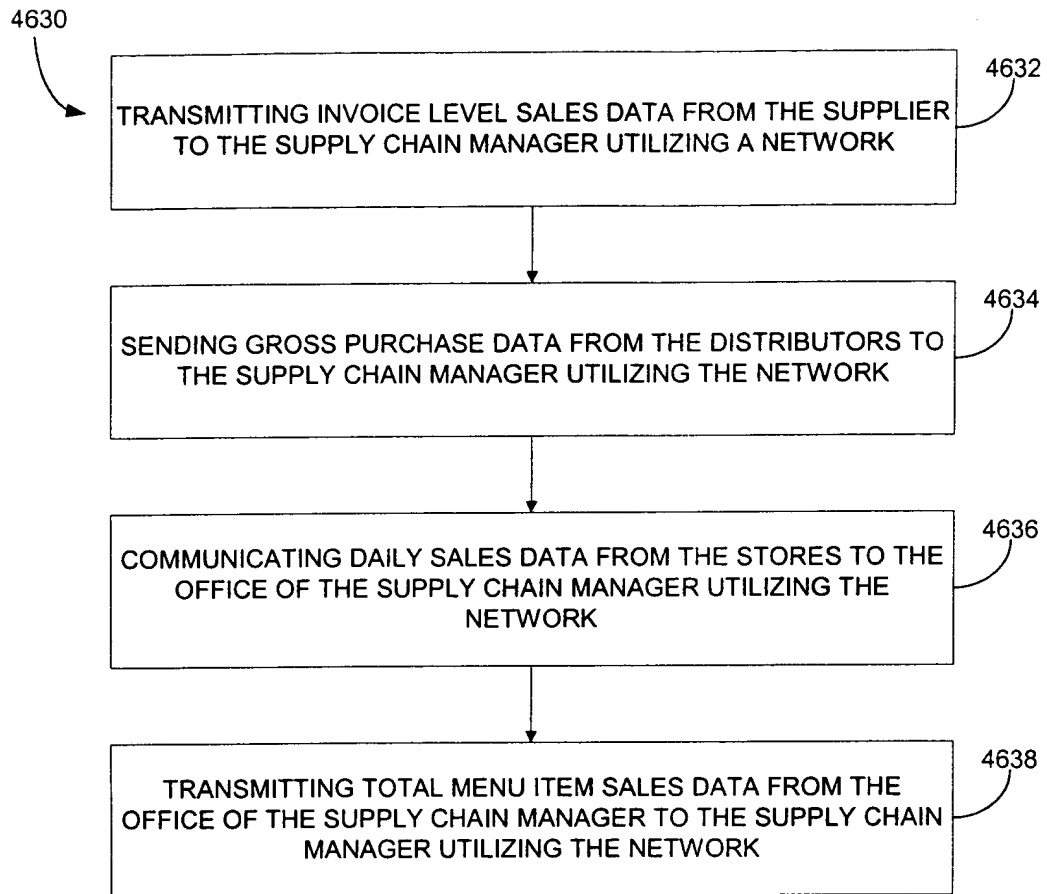 4630
4632
TRANSMITTING INVOICE LEVEL SALES DATA FROM THE SUPPLIER
TO THE SUPPLY CHAIN MANAGER UTILIZING A NETWORK
4634
SENDING GROSS PURCHASE DATA FROM THE DISTRIBUTORS TO
THE SUPPLY CHAIN MANAGER UTILIZING THE NETWORK
4636
COMMUNICATING DAILY SALES DATA FROM THE STORES TO THE
OFFICE OF THE SUPPLY CHAIN MANAGER UTILIZING THE
NETWORK
4638
TRANSMITTING TOTAL MENU ITEM SALES DATA FROM THE
OFFICE OF THE SUPPLY CHAIN MANAGER TO THE SUPPLY CHAIN
MANAGER UTILIZING THE NETWORK